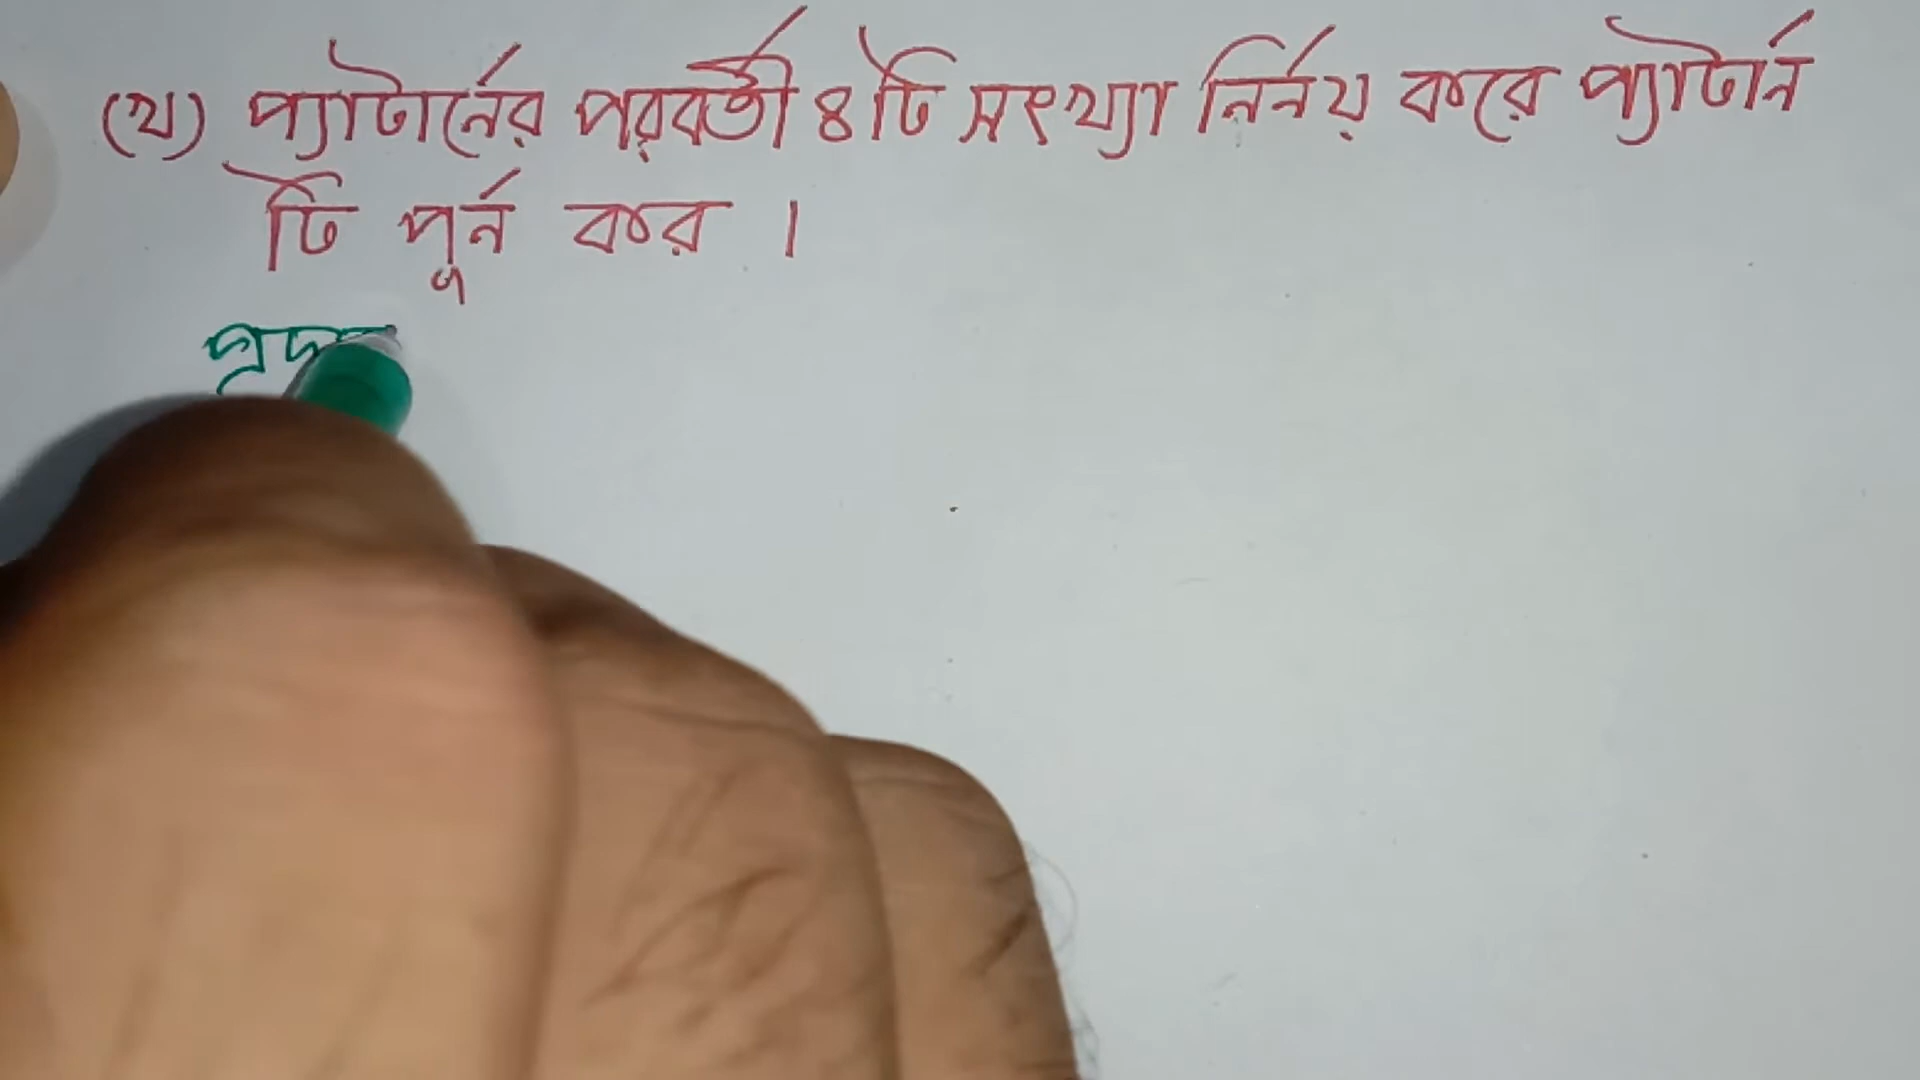 (খ) প্যাটার্নের পরবর্তী ৪টি সংখ্যা নির্নয় করে প্যাটার্ন
টি পূর্ন কর ।